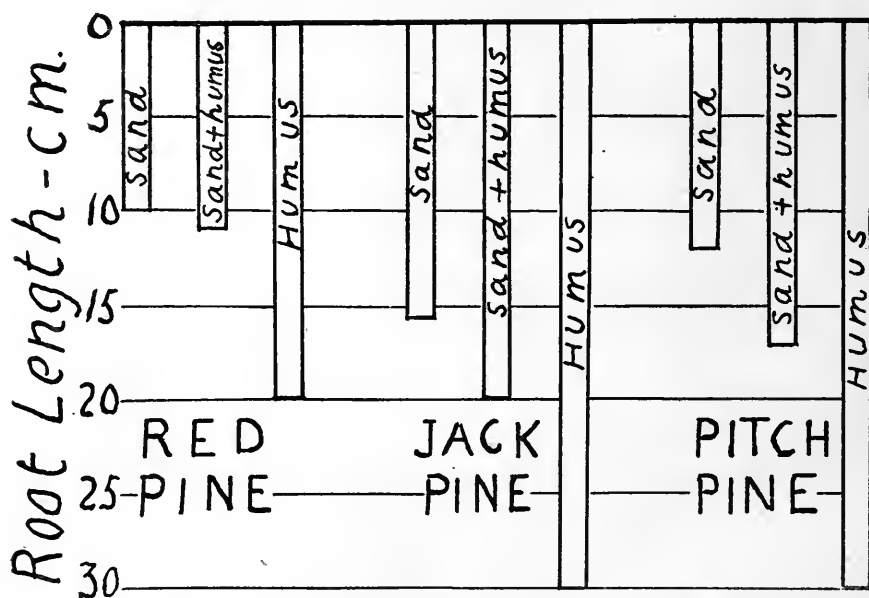 Root Length-cm.
0
5
10
15
20
25
30
sand
sand+humus
Humus
sand
sand + humus
Humus
sand
sand + humus
Humus
RED
PINE
JACK
PINE
PITCH
PINE